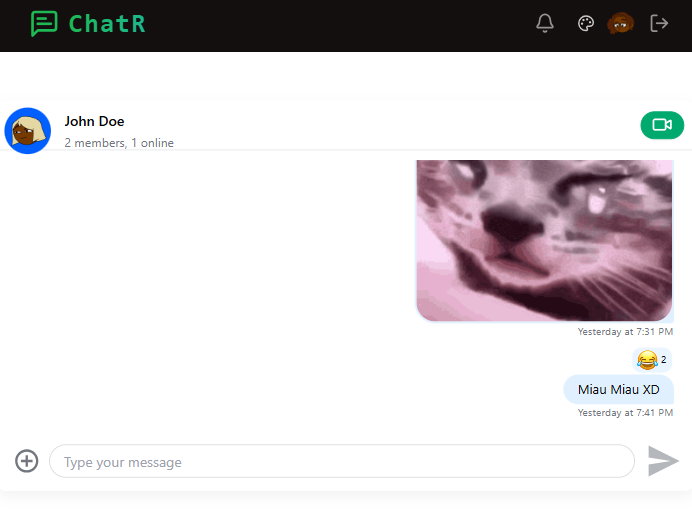 ChatR
John Doe
2 members, 1 online
Yesterday at 7:31 PM
2
Miau Miau XD
Yesterday at 7:41 PM
Type your message